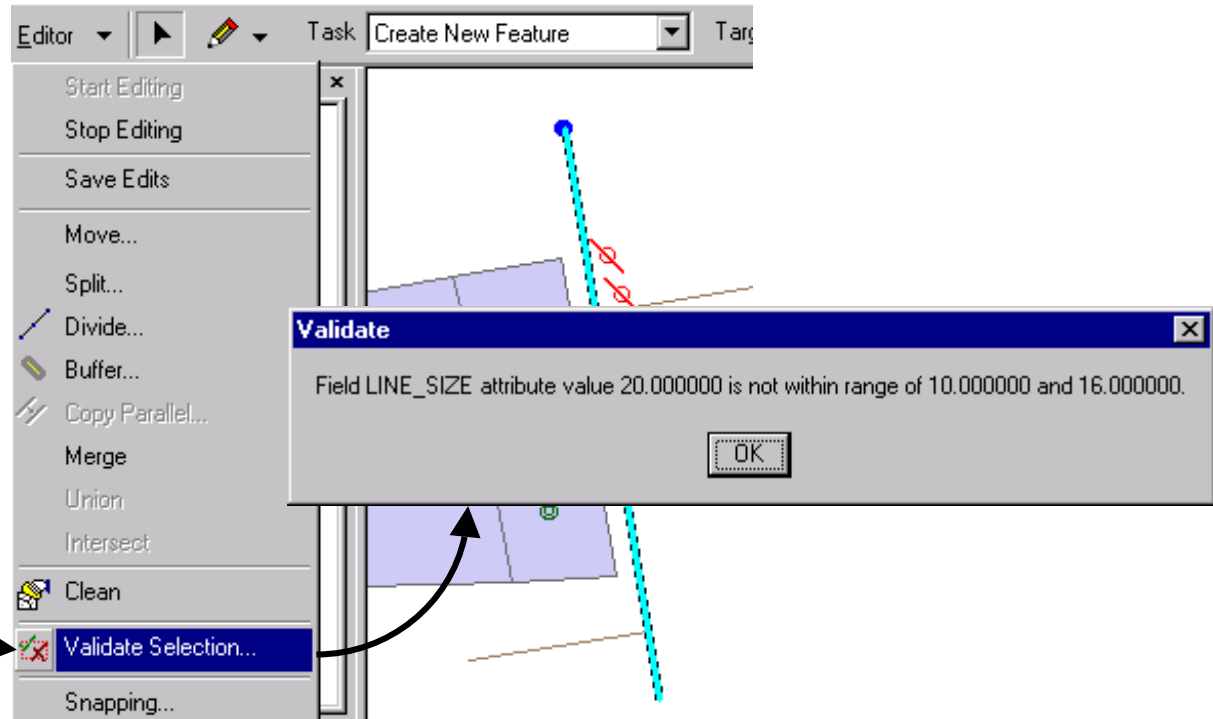 Editor Task Create New Feature
Start Editing
Stop Editing
Save Edits
Move...
Split...
Divide...
Buffer...
Copy Parallel...
Merge
Union
Intersect
Clean
Validate Selection...
Snapping...
Validate
Field LINE_SIZE attribute value 20.000000 is not within range of 10.000000 and 16.000000.
OK